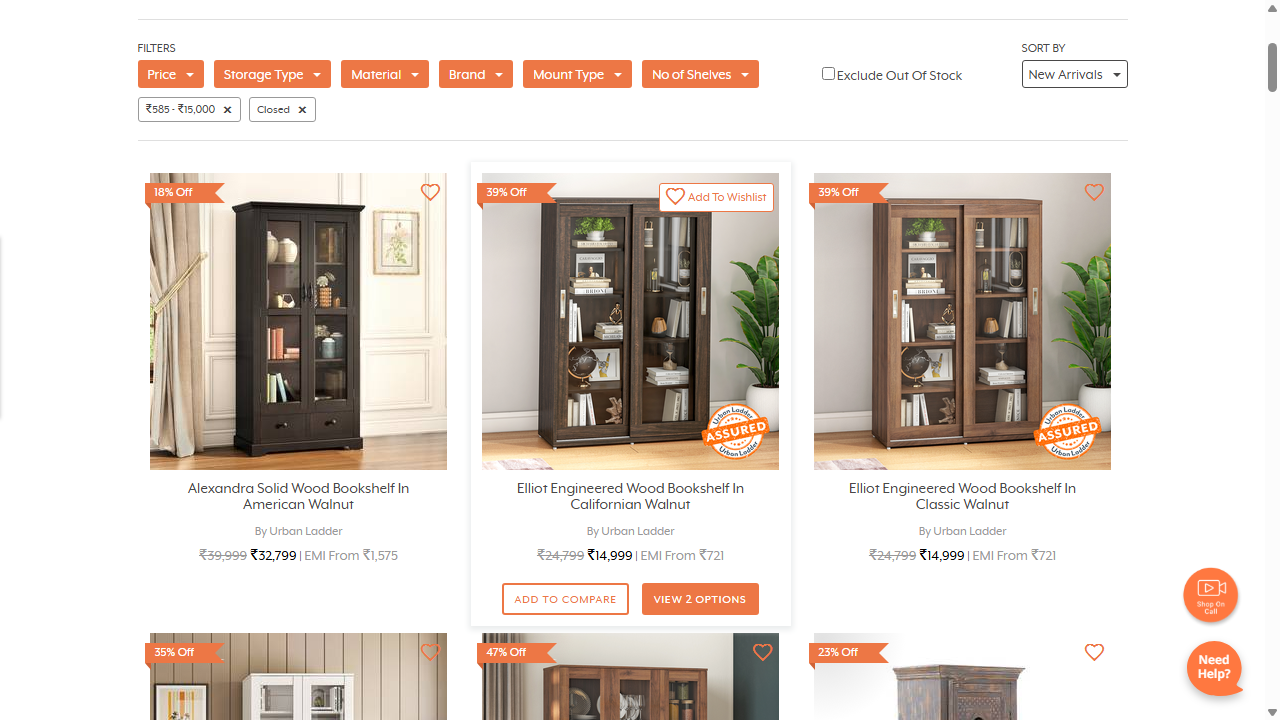 FILTERS
SORT BY
Price
Storage Type
Material
Brand
Mount Type
No of Shelves
Exclude Out Of Stock
New Arrivals
₹585 - ₹15,000 ×
Closed ×
18% Off
39% Off
Add To Wishlist
39% Off
Urban Ladder
ASSURED
Urban Ladder
Urban Ladder
ASSURED
Urban Ladder
Alexandra Solid Wood Bookshelf In
American Walnut
By Urban Ladder
₹39,999 ₹32,799 | EMI From ₹1,575
Elliot Engineered Wood Bookshelf In
Californian Walnut
By Urban Ladder
₹24,799 ₹14,999 | EMI From ₹721
ADD TO COMPARE
VIEW 2 OPTIONS
Elliot Engineered Wood Bookshelf In
Classic Walnut
By Urban Ladder
₹24,799 ₹14,999 | EMI From ₹721
35% Off
47% Off
23% Off
Shop On
Call
Need
Help?